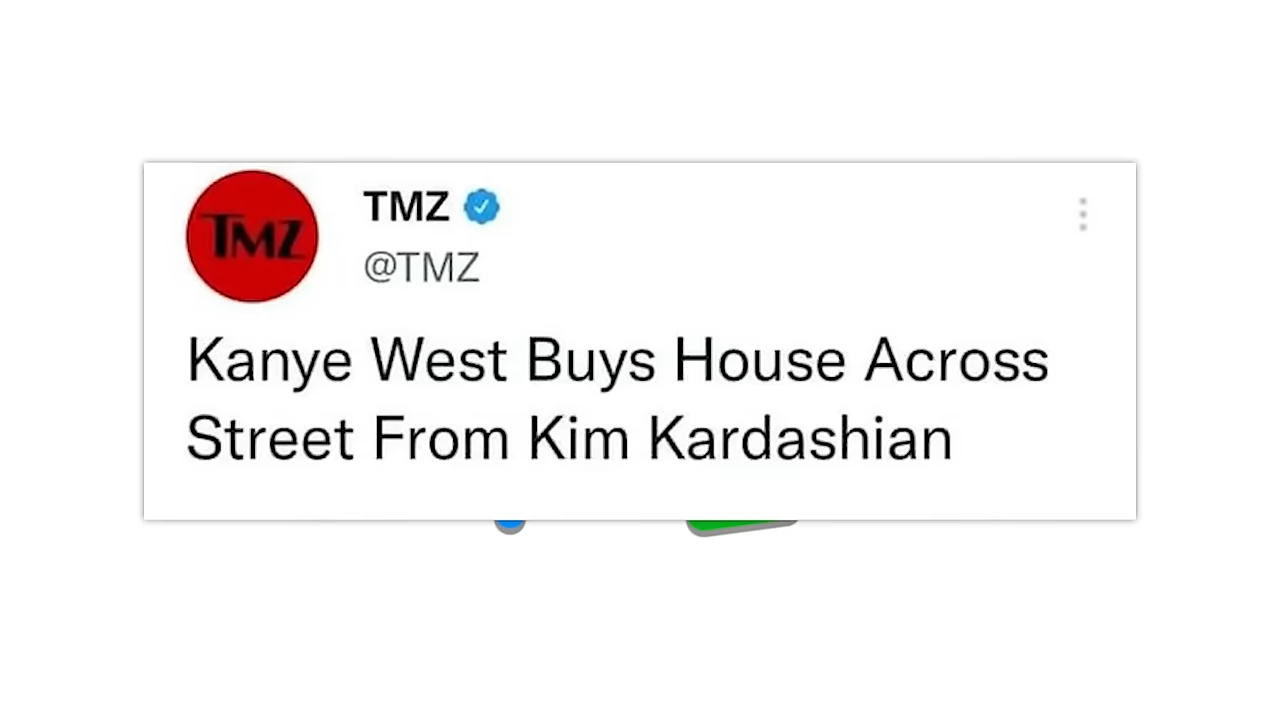 TMZ
TMZ
@TMZ
Kanye West Buys House Across
Street From Kim Kardashian